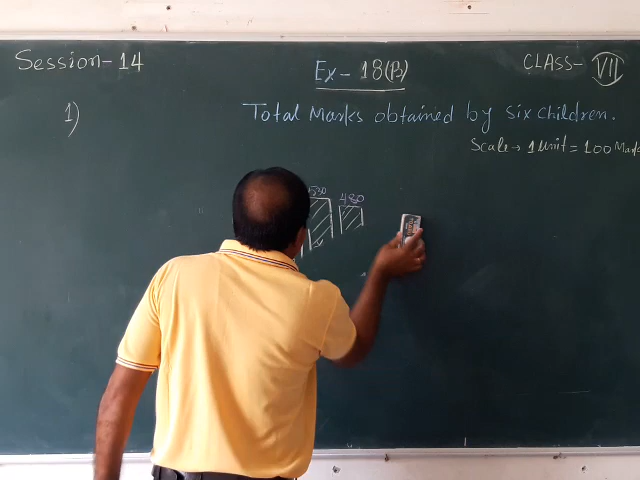 Session-14
Ex-18(B)
CLASS-VII
1)
Total Marks obtained by six children.
Scale→ 1 unit = 100 Marks
530
480